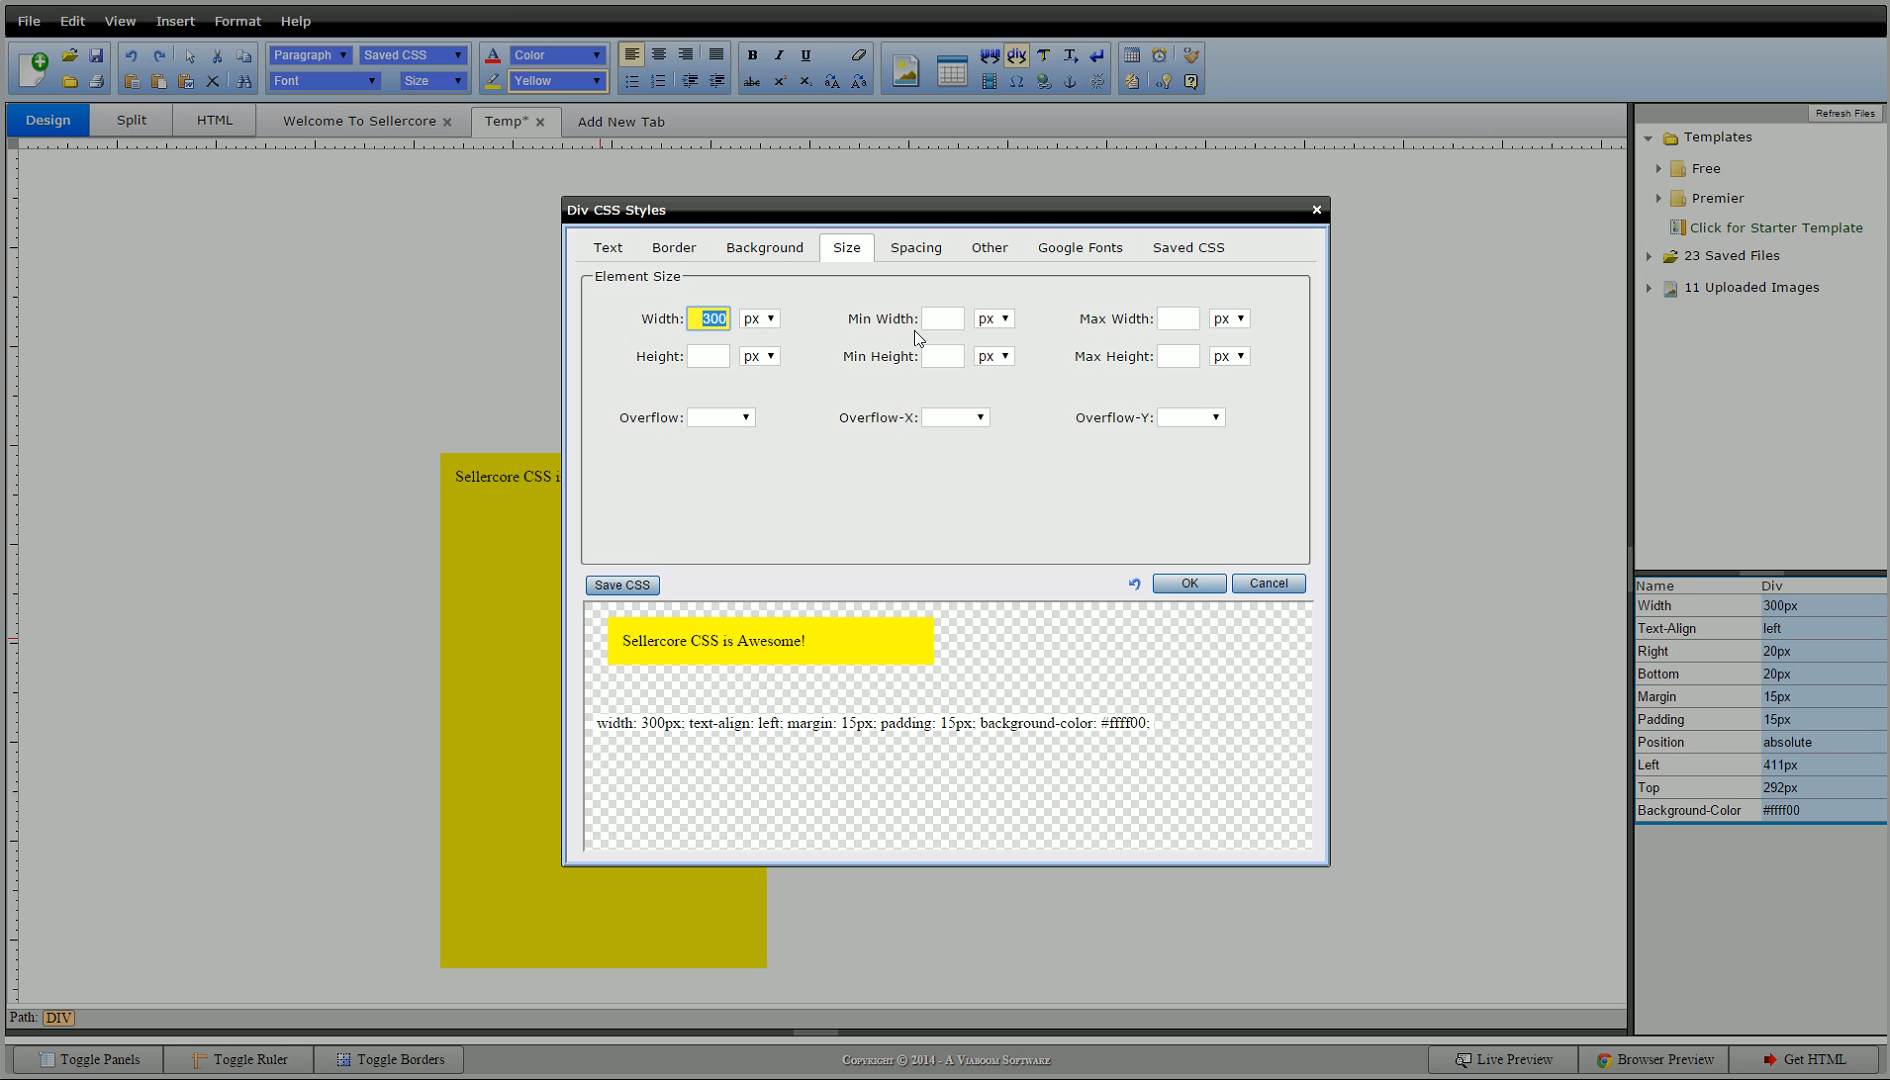 File Edit View Insert Format Help
Paragraph Saved CSS Color
Font Size Yellow
Design Split HTML Welcome To Sellercore Temp* Add New Tab
Refresh Files
Templates
Free
Premier
Click for Starter Template
23 Saved Files
11 Uploaded Images
Div CSS Styles
Text Border Background Size Spacing Other Google Fonts Saved CSS
Element Size
Width: 300 px Min Width: px Max Width: px
Height: px Min Height: px Max Height: px
Overflow: Overflow-X: Overflow-Y:
Sellercore CSS i
Save CSS OK Cancel
Sellercore CSS is Awesome!
width: 300px; text-align: left; margin: 15px; padding: 15px; background-color: #ffff00;
Name Div
Width 300px
Text-Align left
Right 20px
Bottom 20px
Margin 15px
Padding 15px
Position absolute
Left 411px
Top 292px
Background-Color #ffff00
Path: DIV
Toggle Panels Toggle Ruler Toggle Borders Copyright © 2014 - A Viaboom Software Live Preview Browser Preview Get HTML